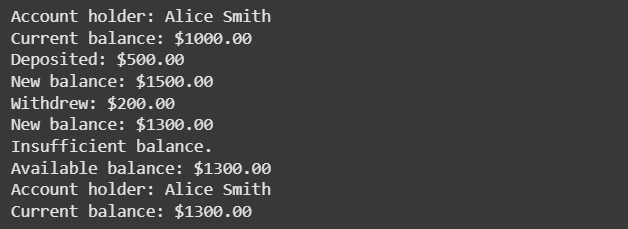 Account holder: Alice Smith
Current balance: $1000.00
Deposited: $500.00
New balance: $1500.00
Withdrew: $200.00
New balance: $1300.00
Insufficient balance.
Available balance: $1300.00
Account holder: Alice Smith
Current balance: $1300.00